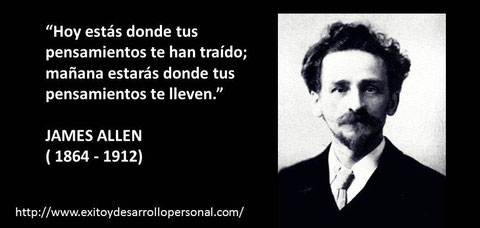 “Hoy estás donde tus
pensamientos te han traído;
mañana estarás donde tus
pensamientos te lleven.”
JAMES ALLEN
( 1864 - 1912)
http://www.exitoydesarrollopersonal.com/